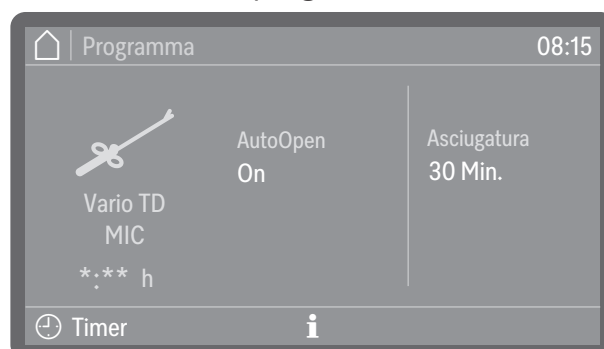 Programma
08:15
Vario TD
MIC
*:** h
AutoOpen
On
Asciugatura
30 Min.
Timer
i